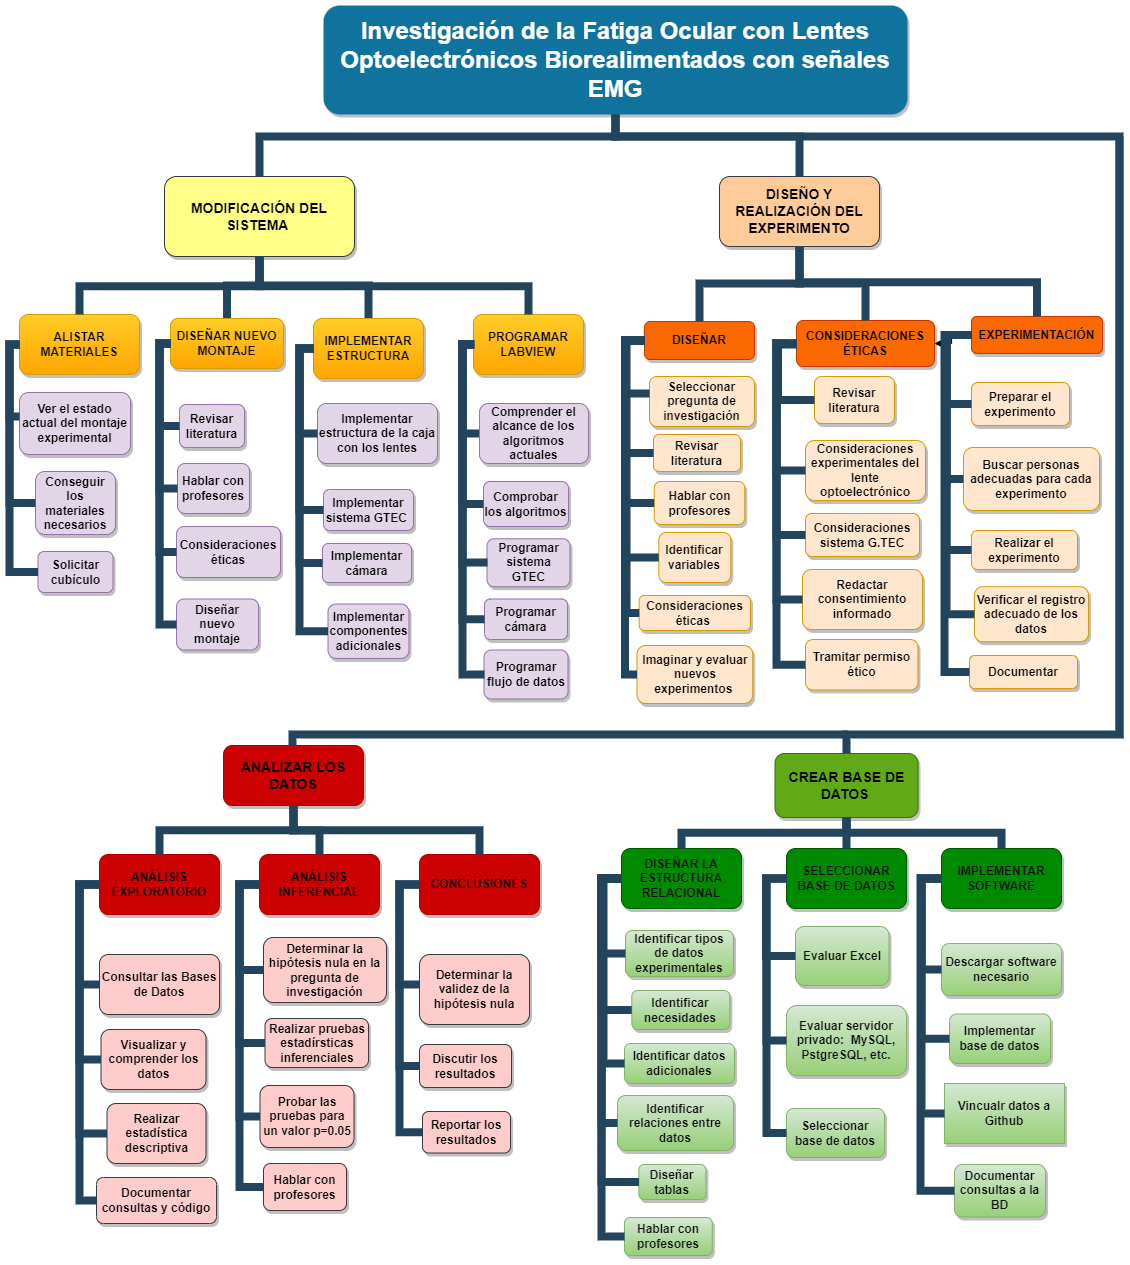 Investigación de la Fatiga Ocular con Lentes
Optoelectrónicos Biorealimentados con señales
EMG
MODIFICACIÓN DEL
SISTEMA
DISEÑO Y
REALIZACIÓN DEL
EXPERIMENTO
ALISTAR
MATERIALES
Ver el estado
actual del montaje
experimental
Conseguir
los
materiales
necesarios
Solicitar
cubículo
DISEÑAR NUEVO
MONTAJE
Revisar
literatura
Hablar con
profesores
Consideraciones
éticas
Diseñar
nuevo
montaje
IMPLEMENTAR
ESTRUCTURA
Implementar
estructura de la caja
con los lentes
Implementar
sistema GTEC
Implementar
cámara
Implementar
componentes
adicionales
PROGRAMAR
LABVIEW
Comprender el
alcance de los
algoritmos
actuales
Comprobar
los algoritmos
Programar
sistema
GTEC
Programar
cámara
Programar
flujo de datos
DISEÑAR
Seleccionar
pregunta de
investigación
Revisar
literatura
Hablar con
profesores
Identificar
variables
Consideraciones
éticas
Imaginar y evaluar
nuevos
experimentos
CONSIDERACIONES
ÉTICAS
Revisar
literatura
Consideraciones
experimentales del
lente
optoelectrónico
Consideraciones
sistema G.TEC
Redactar
consentimiento
informado
Tramitar permiso
ético
EXPERIMENTACIÓN
Preparar el
experimento
Buscar personas
adecuadas para cada
experimento
Realizar el
experimento
Verificar el registro
adecuado de los
datos
Documentar
ANALIZAR LOS
DATOS
CREAR BASE DE
DATOS
ANÁLISIS
EXPLORATORIO
Consultar las Bases
de Datos
Visualizar y
comprender los
datos
Realizar
estadística
descriptiva
Documentar
consultas y código
ANÁLISIS
INFERENCIAL
Determinar la
hipótesis nula en la
pregunta de
investigación
Realizar pruebas
estadírsticas
inferenciales
Probar las
pruebas para
un valor p=0.05
Hablar con
profesores
CONCLUSIONES
Determinar la
validez de la
hipótesis nula
Discutir los
resultados
Reportar los
resultados
DISEÑAR LA
ESTRUCTURA
RELACIONAL
Identificar tipos
de datos
experimentales
Identificar
necesidades
Identificar datos
adicionales
Identificar
relaciones entre
datos
Diseñar
tablas
Hablar con
profesores
SELECCIONAR
BASE DE DATOS
Evaluar Excel
Evaluar servidor
privado: MySQL,
PstgreSQL, etc.
Seleccionar
base de datos
IMPLEMENTAR
SOFTWARE
Descargar software
necesario
Implementar
base de datos
Vincualr datos a
Github
Documentar
consultas a la
BD